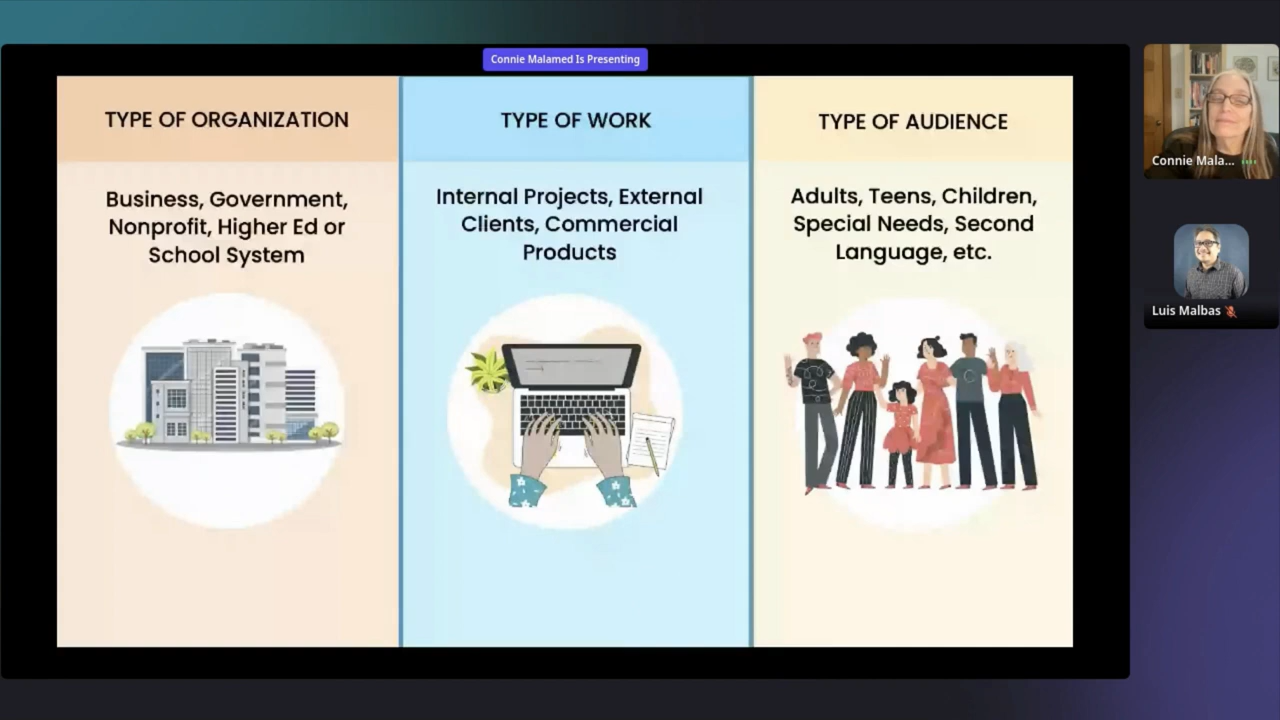 Connie Malamed Is Presenting
TYPE OF ORGANIZATION
Business, Government,
Nonprofit, Higher Ed or
School System
TYPE OF WORK
Internal Projects, External
Clients, Commercial
Products
TYPE OF AUDIENCE
Adults, Teens, Children,
Special Needs, Second
Language, etc.
Connie Mala...
Luis Malbas